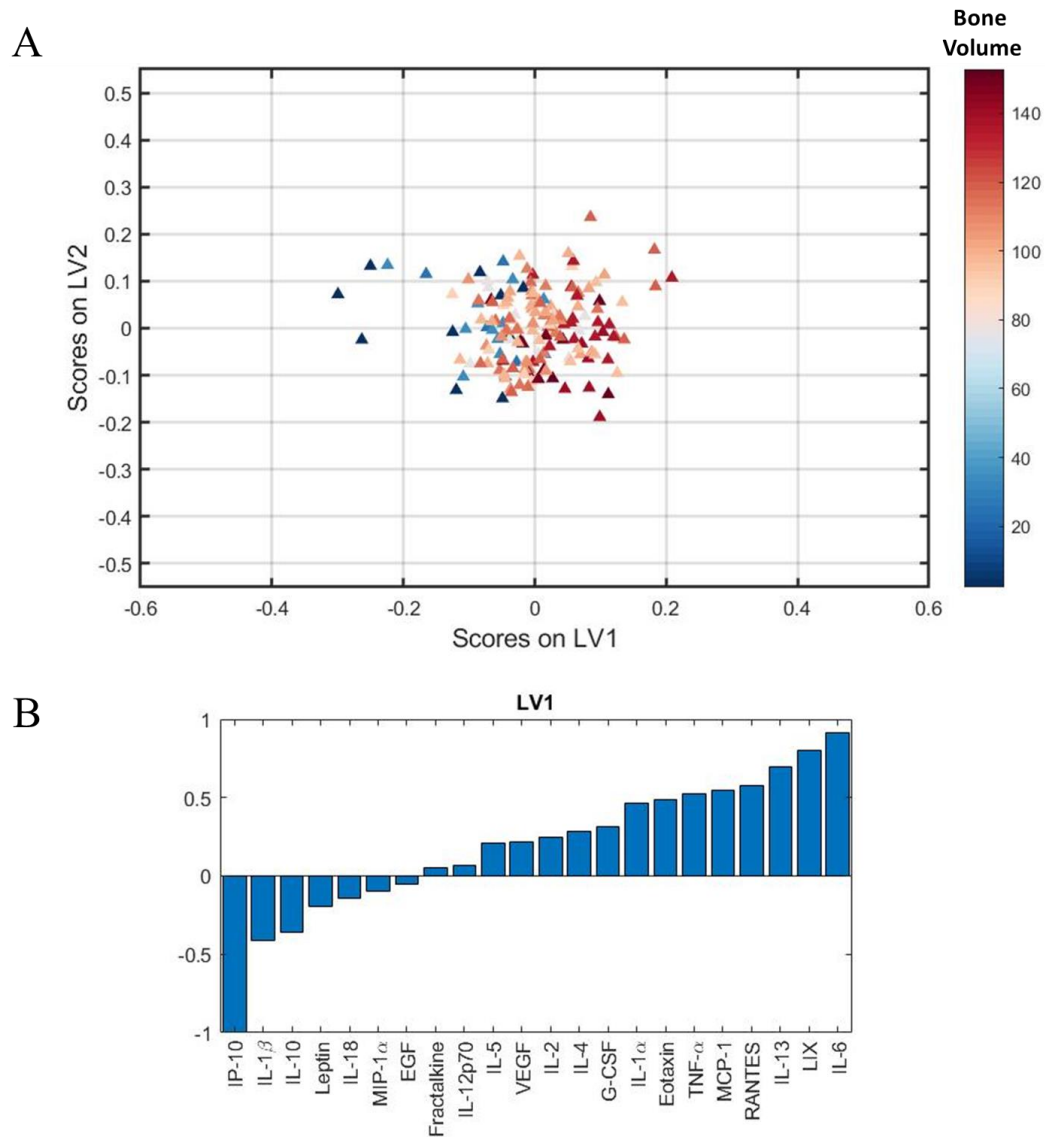 A
Bone
Volume
0.5
0.4
0.3
0.2
0.1
0
-0.1
-0.2
-0.3
-0.4
-0.5
Scores on LV2
-0.6
-0.4
-0.2
0
0.2
0.4
0.6
Scores on LV1
140
120
100
80
60
40
20
B
LV1
1
0.5
0
-0.5
-1
IP-10
IL-1β
IL-10
Leptin
IL-18
MIP-1α
EGF
Fractalkine
IL-12p70
IL-5
VEGF
IL-2
IL-4
G-CSF
IL-1α
Eotaxin
TNF-α
MCP-1
RANTES
IL-13
LIX
IL-6